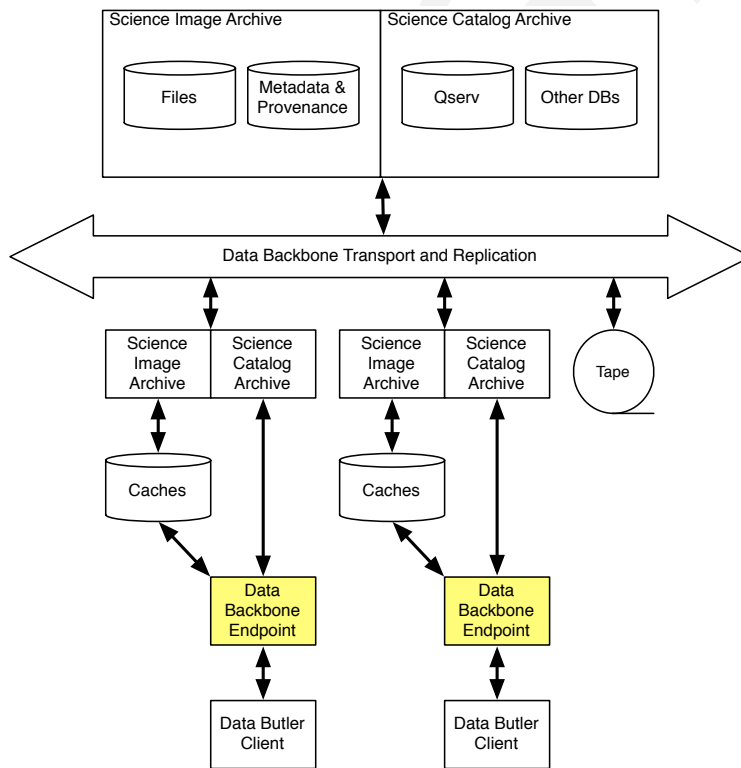 Science Image Archive
Science Catalog Archive
Files
Metadata &
Provenance
Qserv
Other DBs
Data Backbone Transport and Replication
Science
Image
Archive
Science
Catalog
Archive
Science
Image
Archive
Science
Catalog
Archive
Tape
Caches
Caches
Data
Backbone
Endpoint
Data
Backbone
Endpoint
Data Butler
Client
Data Butler
Client